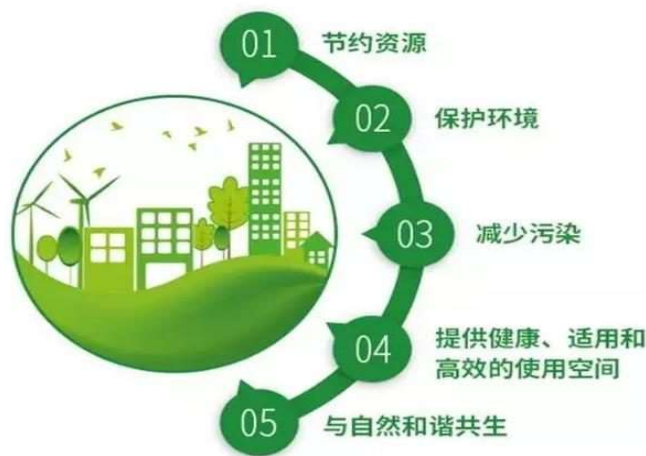 01
节约资源
02
保护环境
03
减少污染
04
提供健康、适用和
高效的使用空间
05
与自然和谐共生